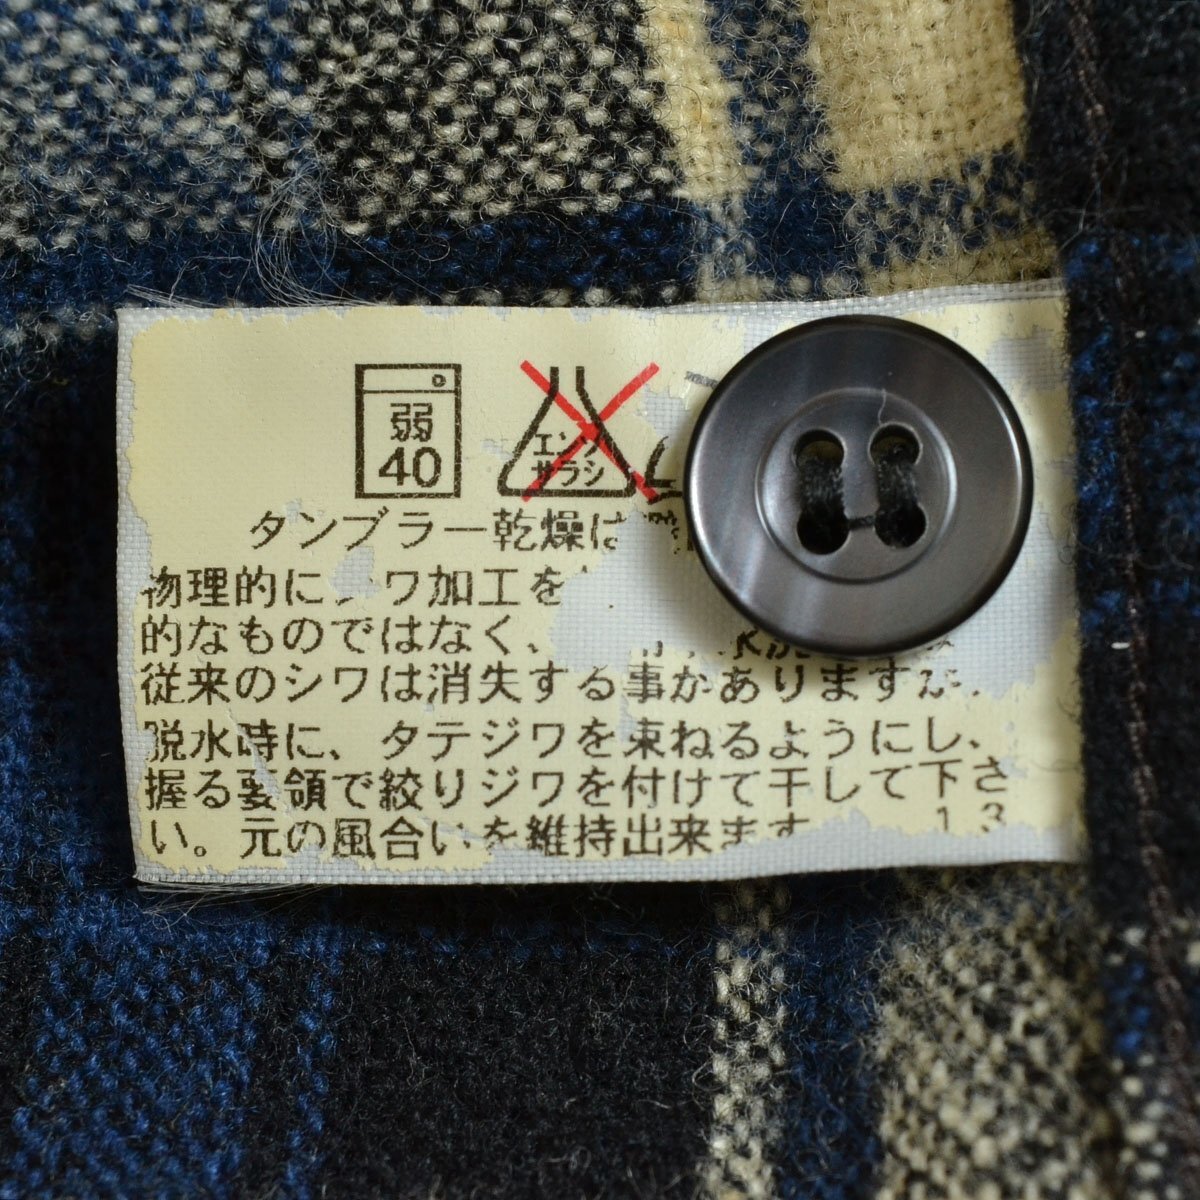 弱
40
エンソ
サラシ
タンブラー乾燥は
物理的にシワ加工を
的なものではなく、
従来のシワは消失する事がありますが、
脱水時に、タテジワを束ねるようにし、
握る要領で絞りジワを付けて干して下さ
い。元の風合いを維持出来ます
13